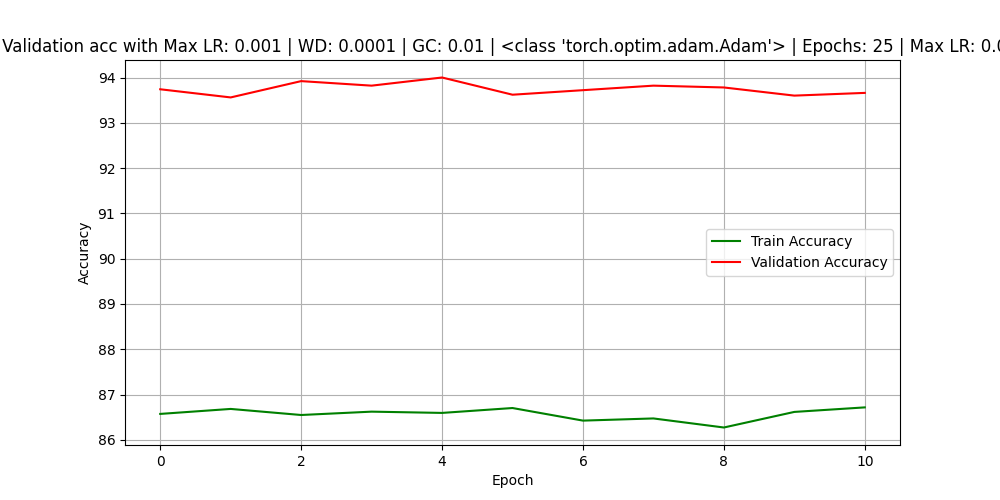 Validation acc with Max LR: 0.001 | WD: 0.0001 | GC: 0.01 | <class 'torch.optim.adam.Adam'> | Epochs: 25 | Max LR: 0.0
94
93
92
91
90
89
88
87
86
Accuracy
Train Accuracy
Validation Accuracy
0 2 4 6 8 10
Epoch